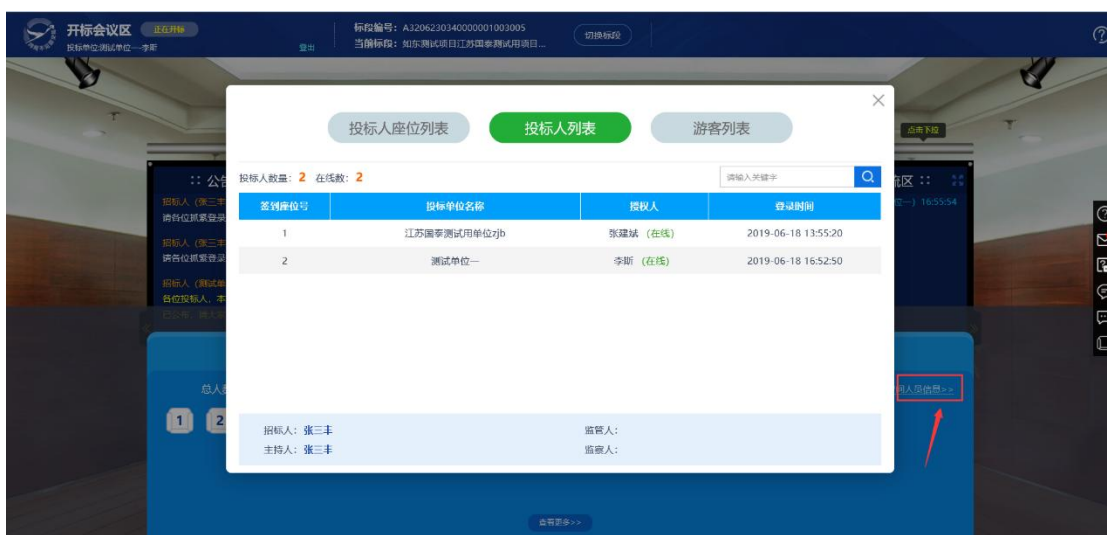 开标会议区 正在开标
投标单位:测试单位一--李斯 登出
标段编号：A3206230340000001003005
当前标段：如东测试项目江苏国泰测试用项目...
切换标段
投标人座位列表 投标人列表 游客列表
点击下拉
投标人数量：2 在线数：2
请输入关键字
签到座位号 投标单位名称 授权人 登录时间
1 江苏国泰测试用单位zjb 张建斌 (在线) 2019-06-18 13:55:20
2 测试单位一 李斯 (在线) 2019-06-18 16:52:50
招标人：张三丰 监管人：
主持人：张三丰 监察人：
:: 公告
流区 ::
招标人 (张三丰
位一) 16:55:54
请各位抓紧登录
招标人 (张三丰
请各位抓紧登录
招标人 (测试单
各位投标人，本
总人数
1 2
间人员信息>>
查看更多>>